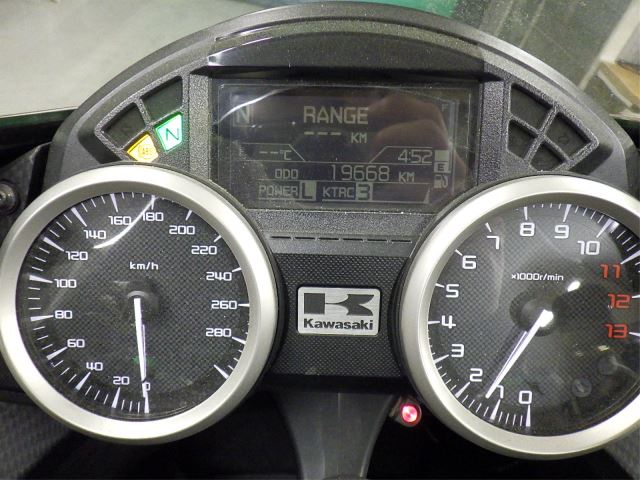 N RANGE
--- KM
--°C 4:52
ODO 19668 KM E
POWER L KTRC 3
ABS N
km/h
0 20 40 60 80 100 120 140 160 180 200 220 240 260 280
Kawasaki
x1000r/min
0 1 2 3 4 5 6 7 8 9 10 11 12 13